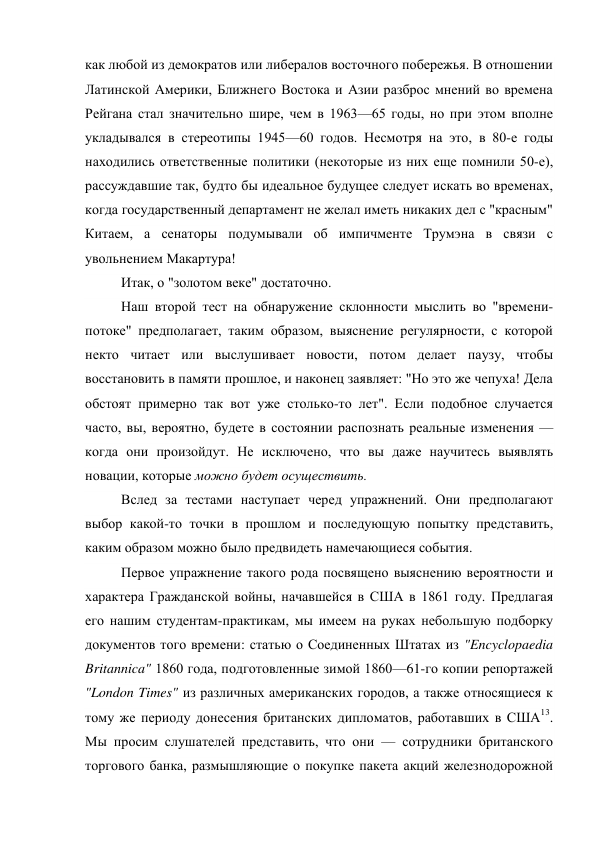 как любой из демократов или либералов восточного побережья. В отношении
Латинской Америки, Ближнего Востока и Азии разброс мнений во времена
Рейгана стал значительно шире, чем в 1963—65 годы, но при этом вполне
укладывался в стереотипы 1945—60 годов. Несмотря на это, в 80-е годы
находились ответственные политики (некоторые из них еще помнили 50-е),
рассуждавшие так, будто бы идеальное будущее следует искать во временах,
когда государственный департамент не желал иметь никаких дел с "красным"
Китаем, а сенаторы подумывали об импичменте Трумэна в связи с
увольнением Макартура!
Итак, о "золотом веке" достаточно.
Наш второй тест на обнаружение склонности мыслить во "времени-
потоке" предполагает, таким образом, выяснение регулярности, с которой
некто читает или выслушивает новости, потом делает паузу, чтобы
восстановить в памяти прошлое, и наконец заявляет: "Но это же чепуха! Дела
обстоят примерно так вот уже столько-то лет". Если подобное случается
часто, вы, вероятно, будете в состоянии распознать реальные изменения —
когда они произойдут. Не исключено, что вы даже научитесь выявлять
новации, которые можно будет осуществить.
Вслед за тестами наступает черед упражнений. Они предполагают
выбор какой-то точки в прошлом и последующую попытку представить,
каким образом можно было предвидеть намечающиеся события.
Первое упражнение такого рода посвящено выяснению вероятности и
характера Гражданской войны, начавшейся в США в 1861 году. Предлагая
его нашим студентам-практикам, мы имеем на руках небольшую подборку
документов того времени: статью о Соединенных Штатах из "Encyclopaedia
Britannica" 1860 года, подготовленные зимой 1860—61-го копии репортажей
"London Times" из различных американских городов, а также относящиеся к
тому же периоду донесения британских дипломатов, работавших в США13.
Мы просим слушателей представить, что они — сотрудники британского
торгового банка, размышляющие о покупке пакета акций железнодорожной